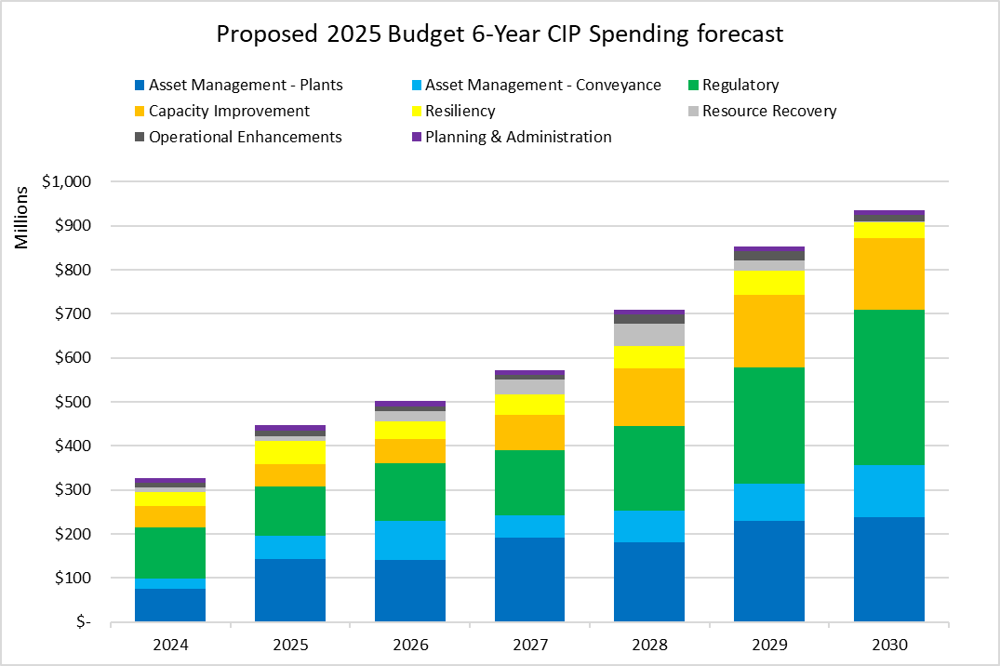 Proposed 2025 Budget 6-Year CIP Spending forecast
Asset Management - Plants Asset Management - Conveyance Regulatory
Capacity Improvement Resiliency Resource Recovery
Operational Enhancements Planning & Administration
Millions
$1,000
$900
$800
$700
$600
$500
$400
$300
$200
$100
$-
2024 2025 2026 2027 2028 2029 2030